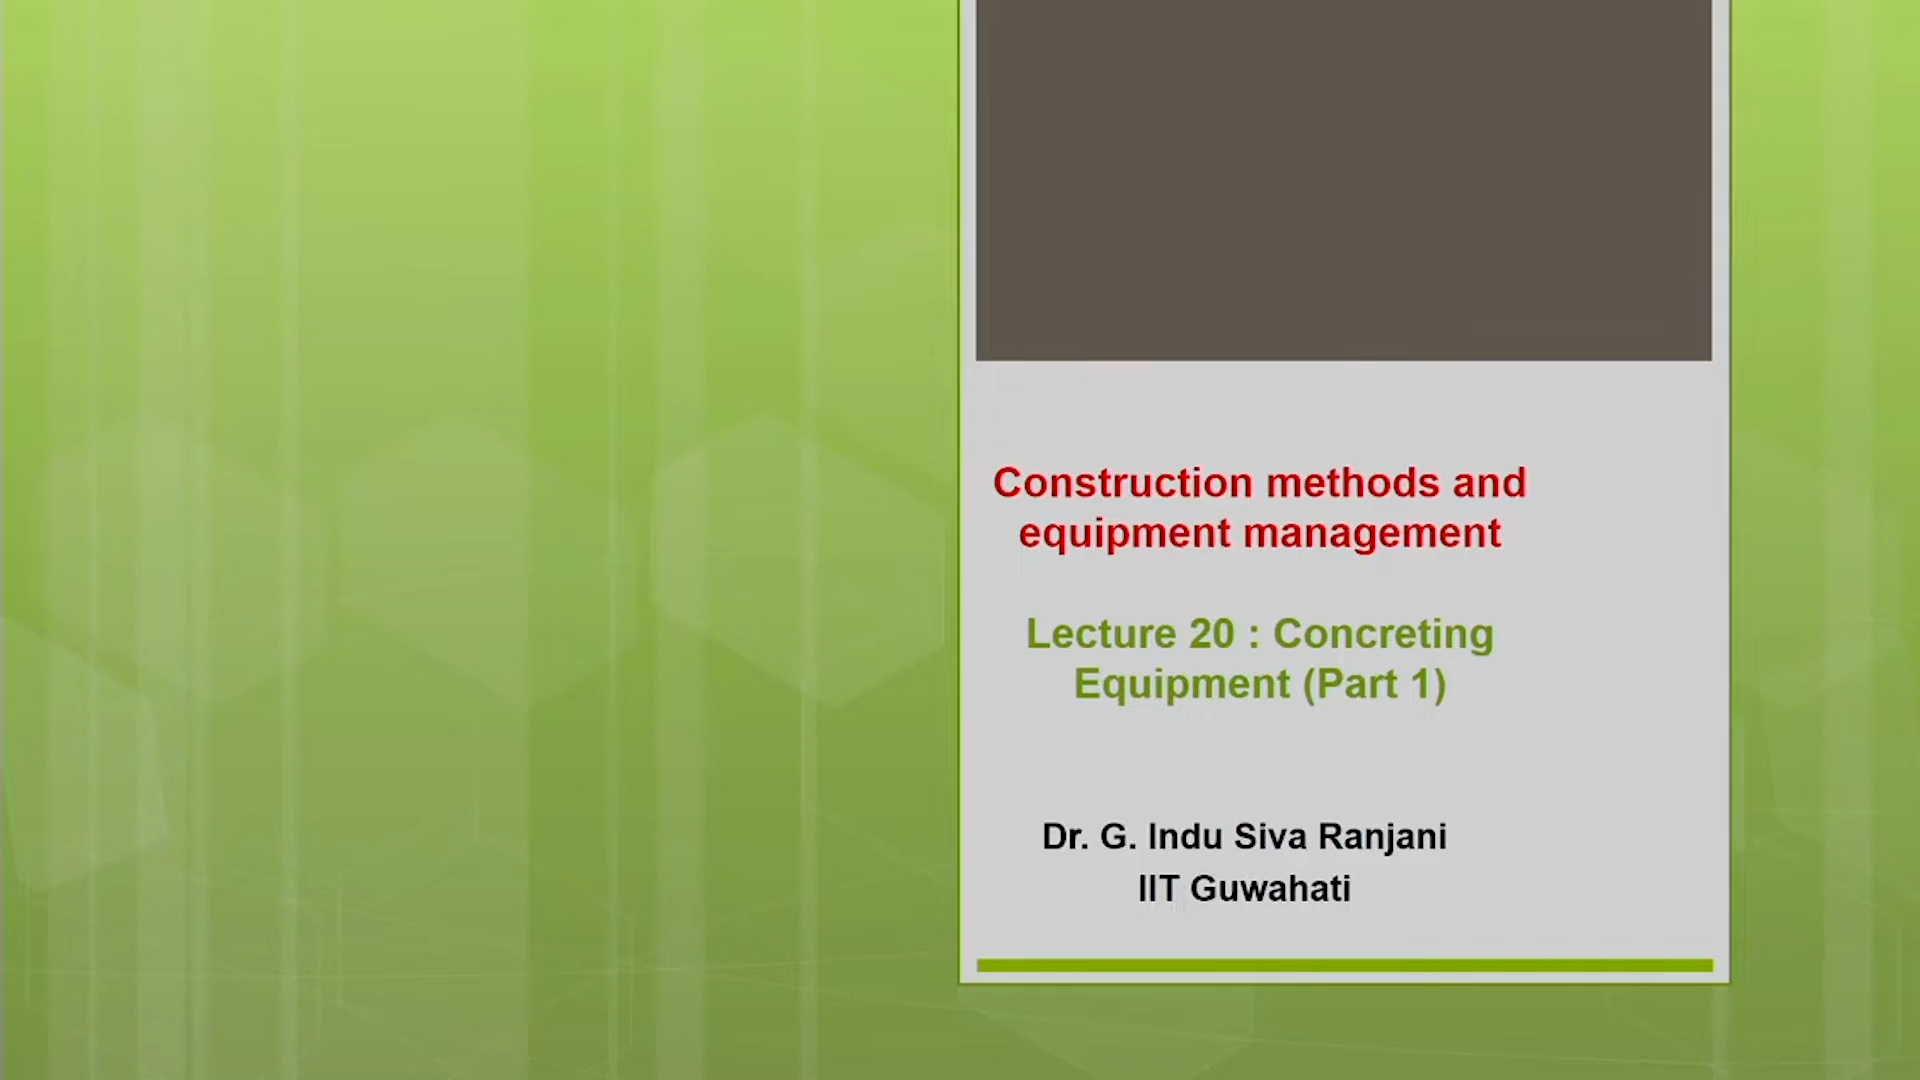 Construction methods and
equipment management
Lecture 20 : Concreting
Equipment (Part 1)
Dr. G. Indu Siva Ranjani
IIT Guwahati